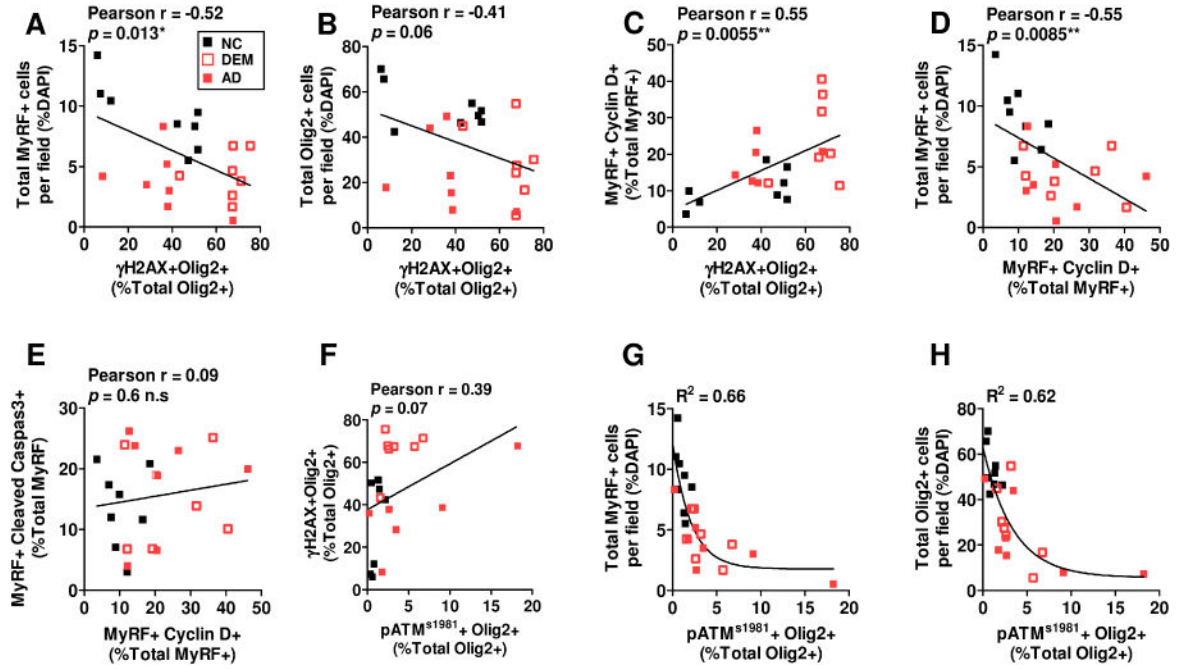 A
Pearson r = -0.52
p = 0.013*
NC
DEM
AD
Total MyRF+ cells
per field (%DAPI)
15
10
5
0
0 20 40 60 80
γH2AX+Olig2+
(%Total Olig2+)
B
Pearson r = -0.41
p = 0.06
Total Olig2+ cells
per field (%DAPI)
80
60
40
20
0
0 20 40 60 80
γH2AX+Olig2+
(%Total Olig2+)
C
Pearson r = 0.55
p = 0.0055**
MyRF+ Cyclin D+
(%Total MyRF+)
50
40
30
20
10
0
0 20 40 60 80
γH2AX+Olig2+
(%Total Olig2+)
D
Pearson r = -0.55
p = 0.0085**
Total MyRF+ cells
per field (%DAPI)
15
10
5
0
0 10 20 30 40 50
MyRF+ Cyclin D+
(%Total MyRF+)
E
Pearson r = 0.09
p = 0.6 n.s
MyRF+ Cleaved Caspas3+
(%Total MyRF)
30
20
10
0
0 10 20 30 40 50
MyRF+ Cyclin D+
(%Total MyRF+)
F
Pearson r = 0.39
p = 0.07
γH2AX+Olig2+
(%Total Olig2+)
80
60
40
20
0
0 5 10 15 20
pATMˢ¹⁹⁸¹+ Olig2+
(%Total Olig2+)
G
R² = 0.66
Total MyRF+ cells
per field (%DAPI)
15
10
5
0
0 5 10 15 20
pATMˢ¹⁹⁸¹+ Olig2+
(%Total Olig2+)
H
R² = 0.62
Total Olig2+ cells
per field (%DAPI)
80
60
40
20
0
0 5 10 15 20
pATMˢ¹⁹⁸¹+ Olig2+
(%Total Olig2+)